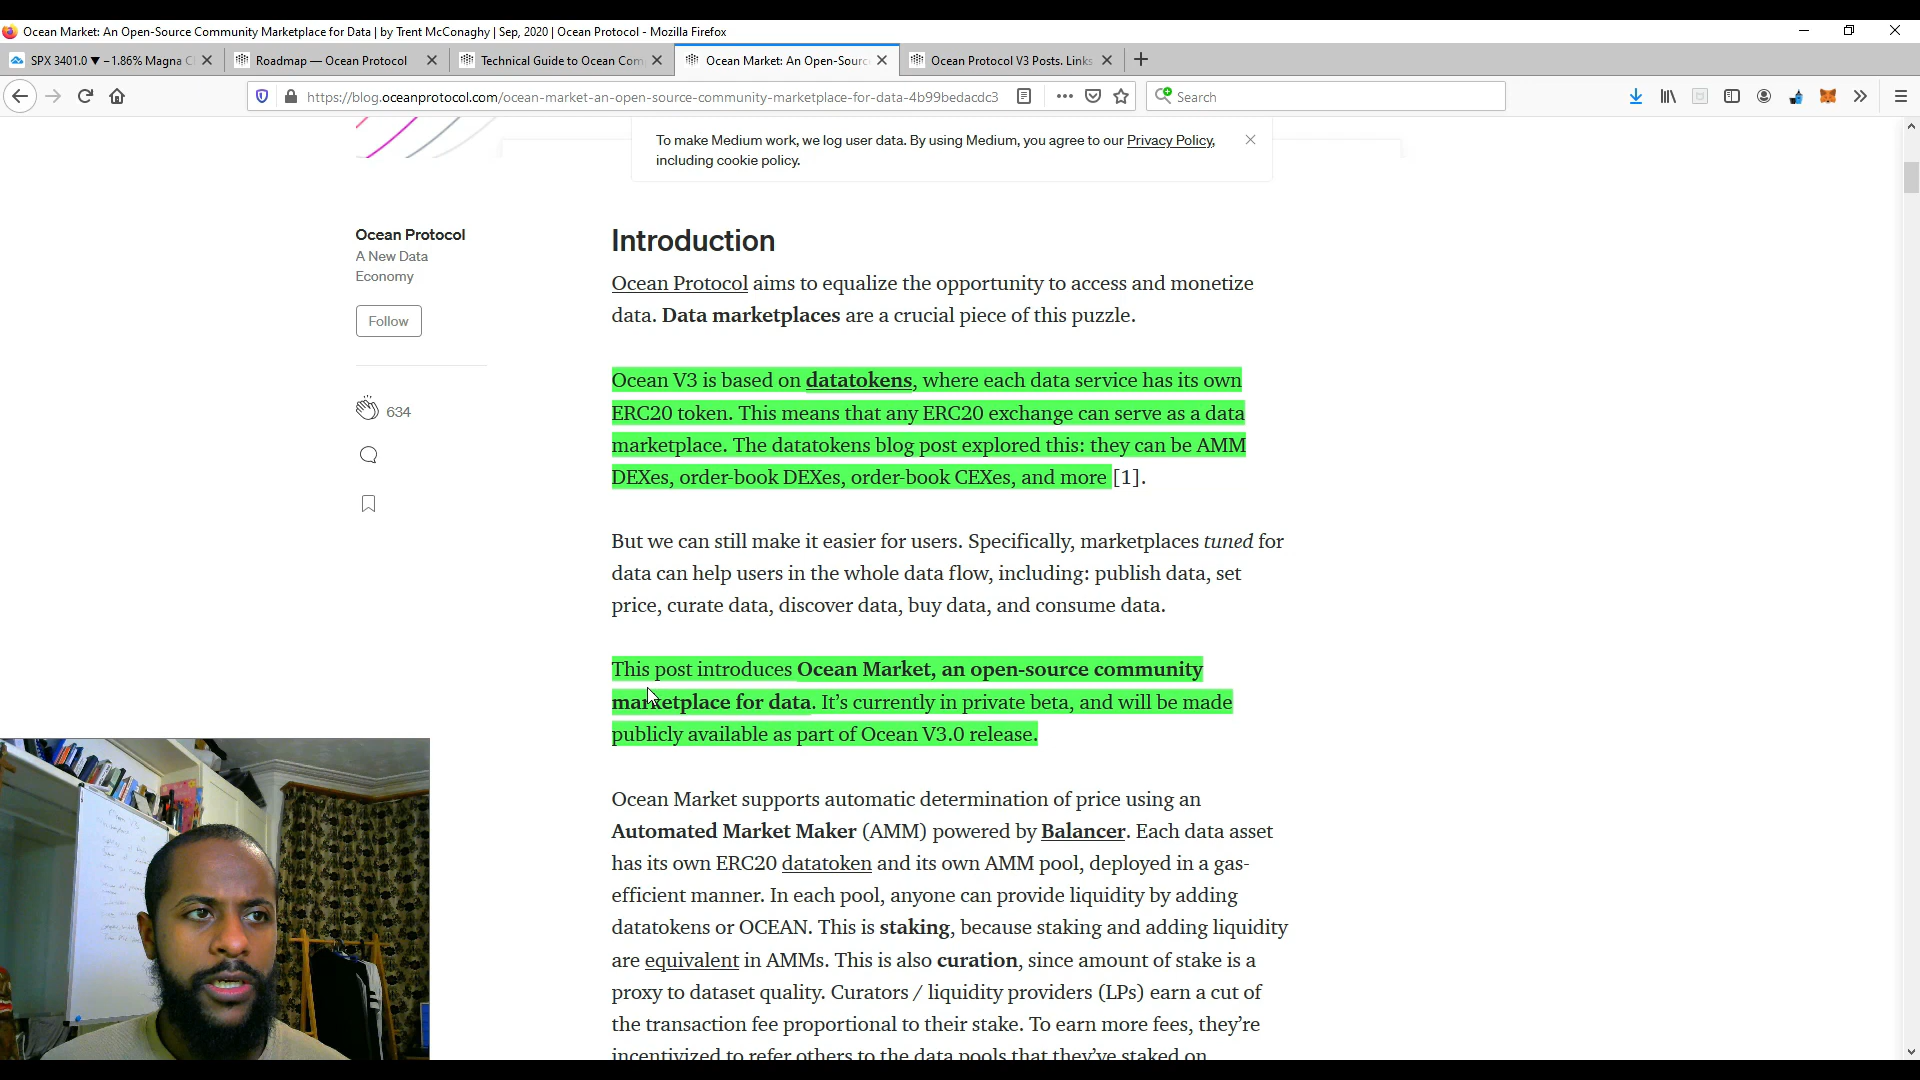 Ocean Market: An Open-Source Community Marketplace for Data | by Trent McConaghy | Sep, 2020 | Ocean Protocol - Mozilla Firefox
SPX 3401.0 ▼ −1.86% Magna C
Roadmap — Ocean Protocol
Technical Guide to Ocean Com
Ocean Market: An Open-Sourc
Ocean Protocol V3 Posts. Links
https://blog.oceanprotocol.com/ocean-market-an-open-source-community-marketplace-for-data-4b99bedacdc3
Search
To make Medium work, we log user data. By using Medium, you agree to our Privacy Policy,
including cookie policy.
Ocean Protocol
A New Data
Economy
Follow
634
Introduction
Ocean Protocol aims to equalize the opportunity to access and monetize
data. Data marketplaces are a crucial piece of this puzzle.
Ocean V3 is based on datatokens, where each data service has its own
ERC20 token. This means that any ERC20 exchange can serve as a data
marketplace. The datatokens blog post explored this: they can be AMM
DEXes, order-book DEXes, order-book CEXes, and more [1].
But we can still make it easier for users. Specifically, marketplaces tuned for
data can help users in the whole data flow, including: publish data, set
price, curate data, discover data, buy data, and consume data.
This post introduces Ocean Market, an open-source community
marketplace for data. It’s currently in private beta, and will be made
publicly available as part of Ocean V3.0 release.
Ocean Market supports automatic determination of price using an
Automated Market Maker (AMM) powered by Balancer. Each data asset
has its own ERC20 datatoken and its own AMM pool, deployed in a gas-
efficient manner. In each pool, anyone can provide liquidity by adding
datatokens or OCEAN. This is staking, because staking and adding liquidity
are equivalent in AMMs. This is also curation, since amount of stake is a
proxy to dataset quality. Curators / liquidity providers (LPs) earn a cut of
the transaction fee proportional to their stake. To earn more fees, they’re
incentivized to refer others to the data pools that they’ve staked on.